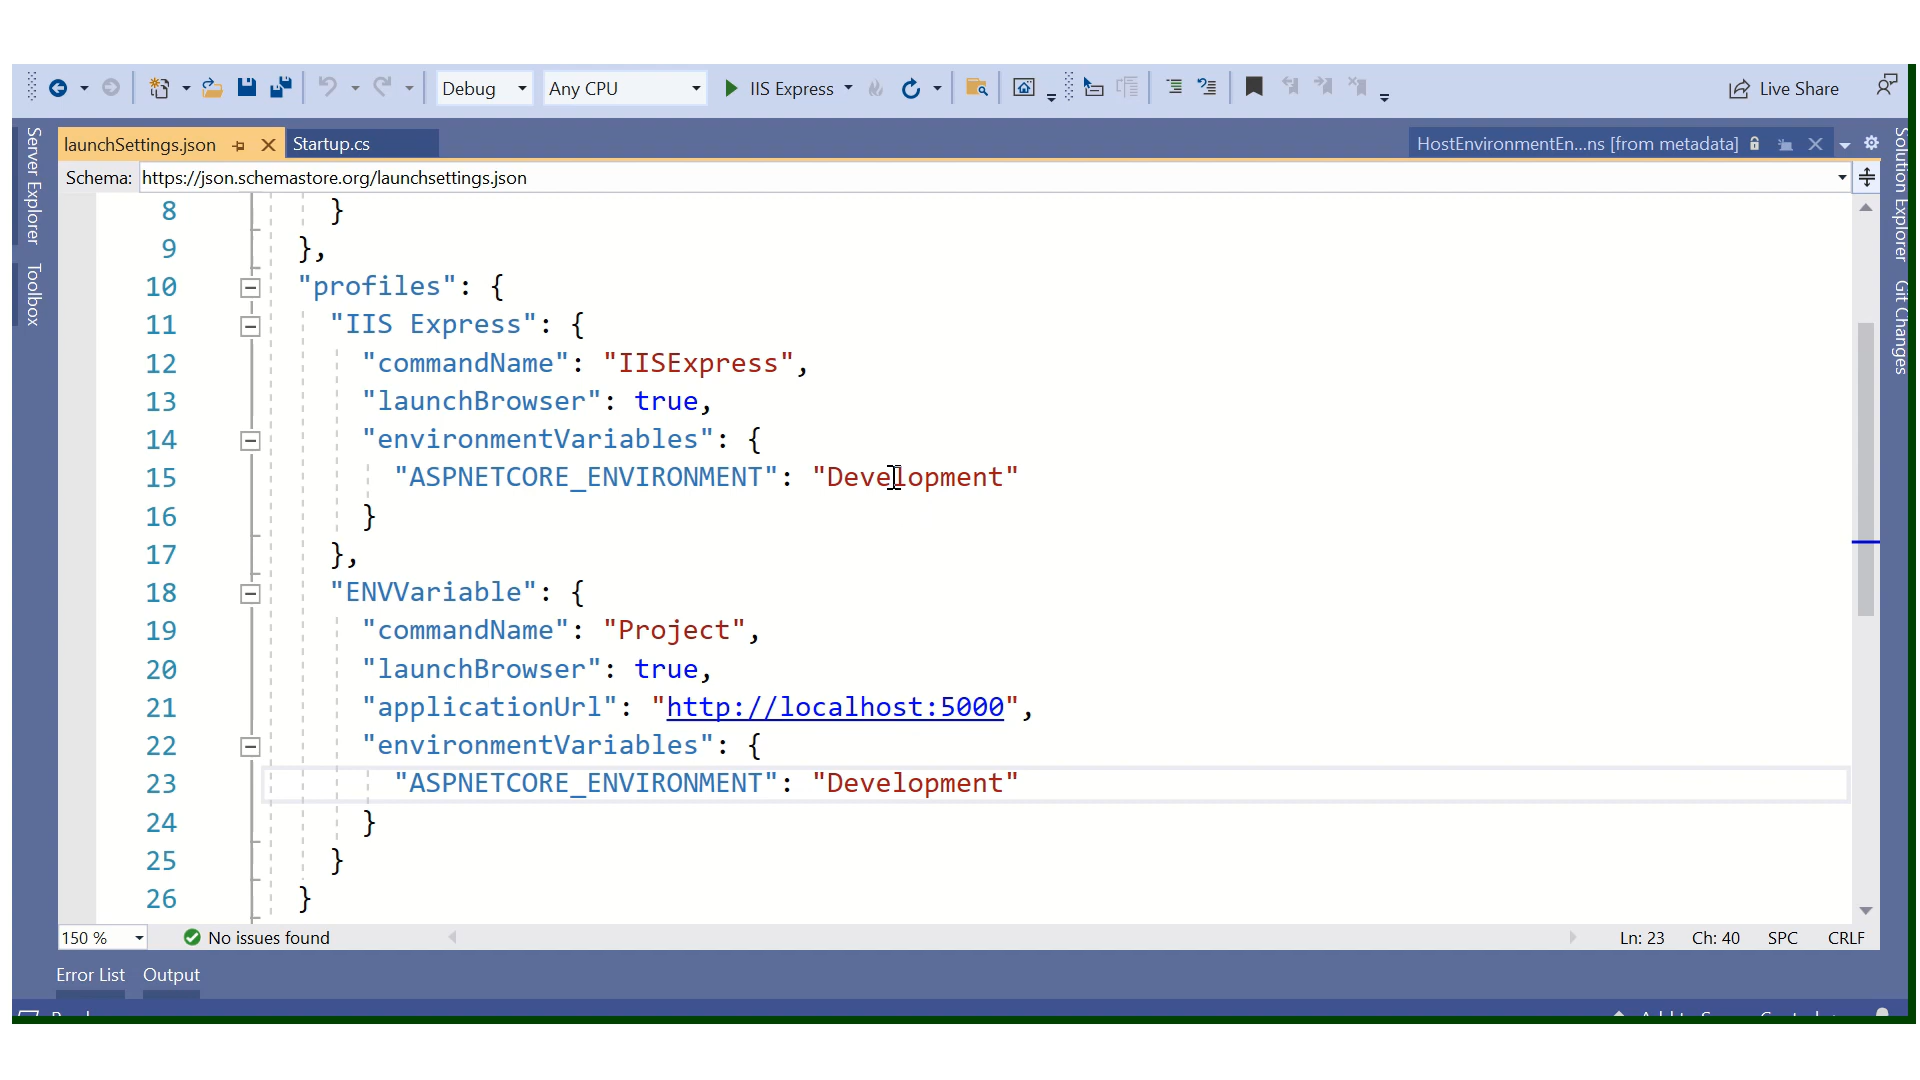 Debug Any CPU IIS Express Live Share
launchSettings.json Startup.cs HostEnvironmentEn...ns [from metadata]
Schema: https://json.schemastore.org/launchsettings.json
Server Explorer
Toolbox
8 }
9 },
10 "profiles": {
11 "IIS Express": {
12 "commandName": "IISExpress",
13 "launchBrowser": true,
14 "environmentVariables": {
15 "ASPNETCORE_ENVIRONMENT": "Development"
16 }
17 },
18 "ENVVariable": {
19 "commandName": "Project",
20 "launchBrowser": true,
21 "applicationUrl": "http://localhost:5000",
22 "environmentVariables": {
23 "ASPNETCORE_ENVIRONMENT": "Development"
24 }
25 }
26 }
Solution Explorer
Git Changes
150 % No issues found Ln: 23 Ch: 40 SPC CRLF
Error List Output